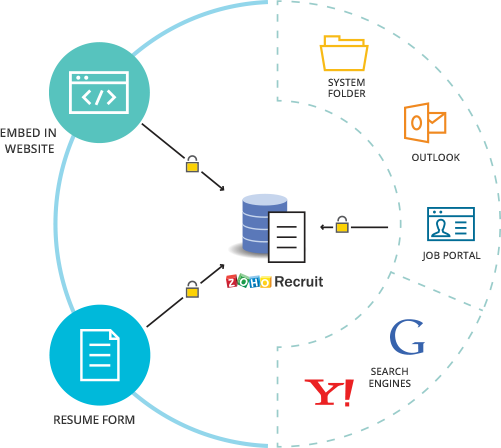 SYSTEM
FOLDER
</>
EMBED IN
WEBSITE
OUTLOOK
JOB PORTAL
ZOHO Recruit
G
SEARCH
ENGINES
Y!
RESUME FORM